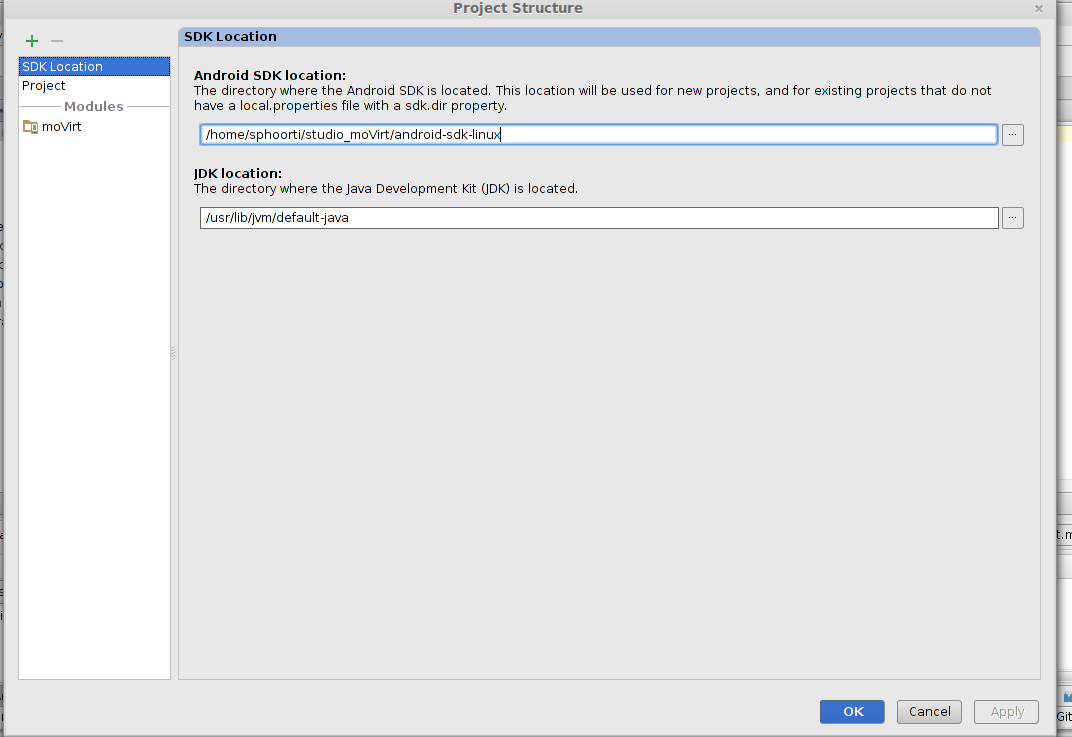 Project Structure
SDK Location
Project
Modules
moVirt
SDK Location
Android SDK location:
The directory where the Android SDK is located. This location will be used for new projects, and for existing projects that do not
have a local.properties file with a sdk.dir property.
/home/sphoorti/studio_moVirt/android-sdk-linux
...
JDK location:
The directory where the Java Development Kit (JDK) is located.
/usr/lib/jvm/default-java
...
t.m
Git
OK
Cancel
Apply